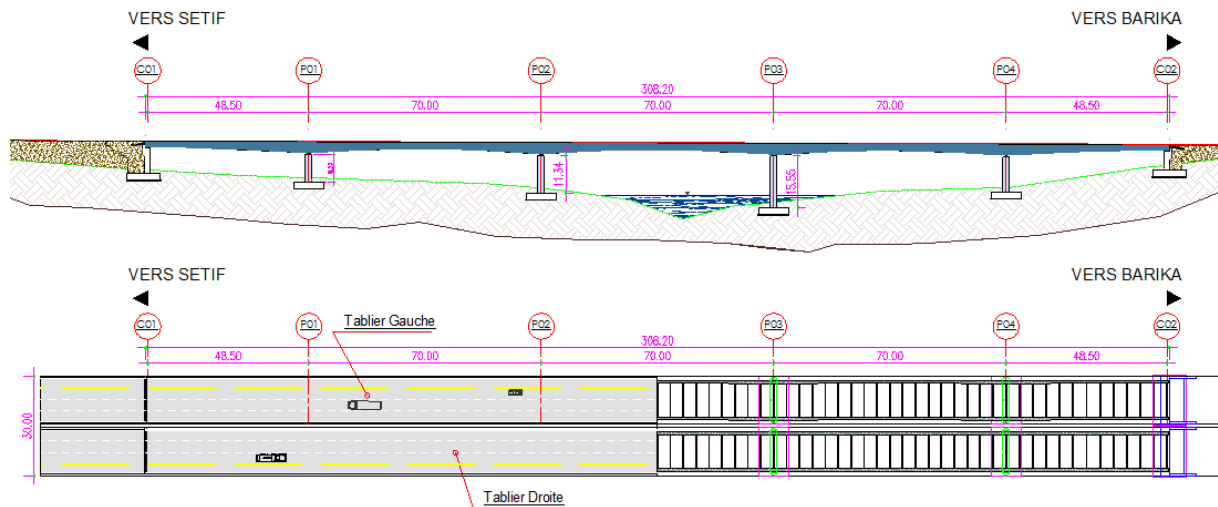 VERS SETIF
VERS BARIKA
C01
P01
P02
P03
P04
C02
308.20
48.50
70.00
70.00
70.00
48.50
11.34
15.55
VERS SETIF
VERS BARIKA
C01
P01
P02
P03
P04
C02
Tablier Gauche
308.20
48.50
70.00
70.00
70.00
48.50
30.00
Tablier Droite